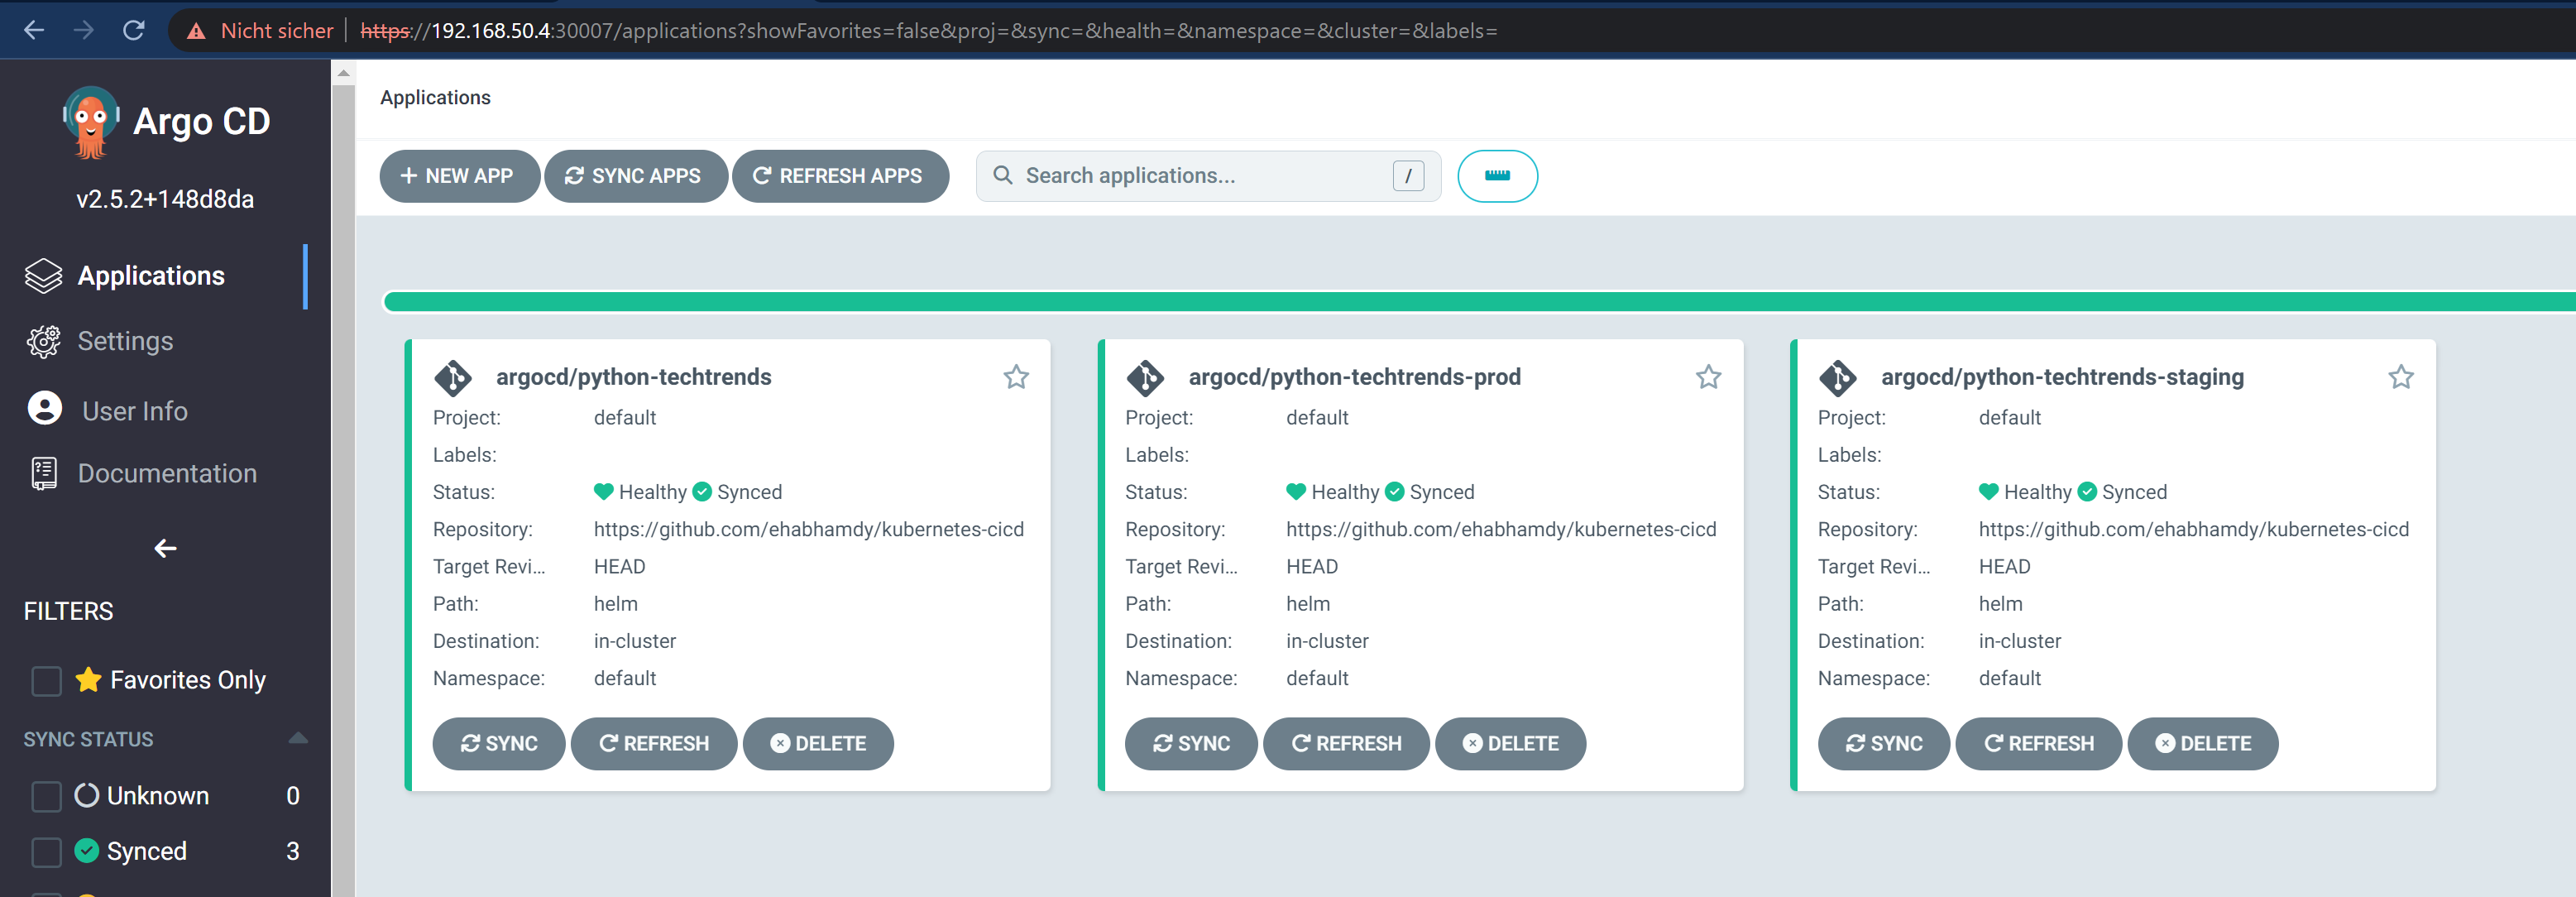 Nicht sicher https://192.168.50.4:30007/applications?showFavorites=false&proj=&sync=&health=&namespace=&cluster=&labels=
Argo CD
v2.5.2+148d8da
Applications
Settings
User Info
Documentation
FILTERS
Favorites Only
SYNC STATUS
Unknown 0
Synced 3
Applications
NEW APP SYNC APPS REFRESH APPS Search applications... /
argocd/python-techtrends
Project: default
Labels:
Status: Healthy Synced
Repository: https://github.com/ehabhamdy/kubernetes-cicd
Target Revi... HEAD
Path: helm
Destination: in-cluster
Namespace: default
SYNC REFRESH DELETE
argocd/python-techtrends-prod
Project: default
Labels:
Status: Healthy Synced
Repository: https://github.com/ehabhamdy/kubernetes-cicd
Target Revi... HEAD
Path: helm
Destination: in-cluster
Namespace: default
SYNC REFRESH DELETE
argocd/python-techtrends-staging
Project: default
Labels:
Status: Healthy Synced
Repository: https://github.com/ehabhamdy/kubernetes-cicd
Target Revi... HEAD
Path: helm
Destination: in-cluster
Namespace: default
SYNC REFRESH DELETE